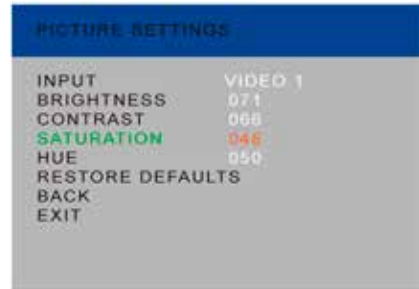 PICTURE SETTINGS
INPUT VIDEO 1
BRIGHTNESS 071
CONTRAST 066
SATURATION 046
HUE 050
RESTORE DEFAULTS
BACK
EXIT